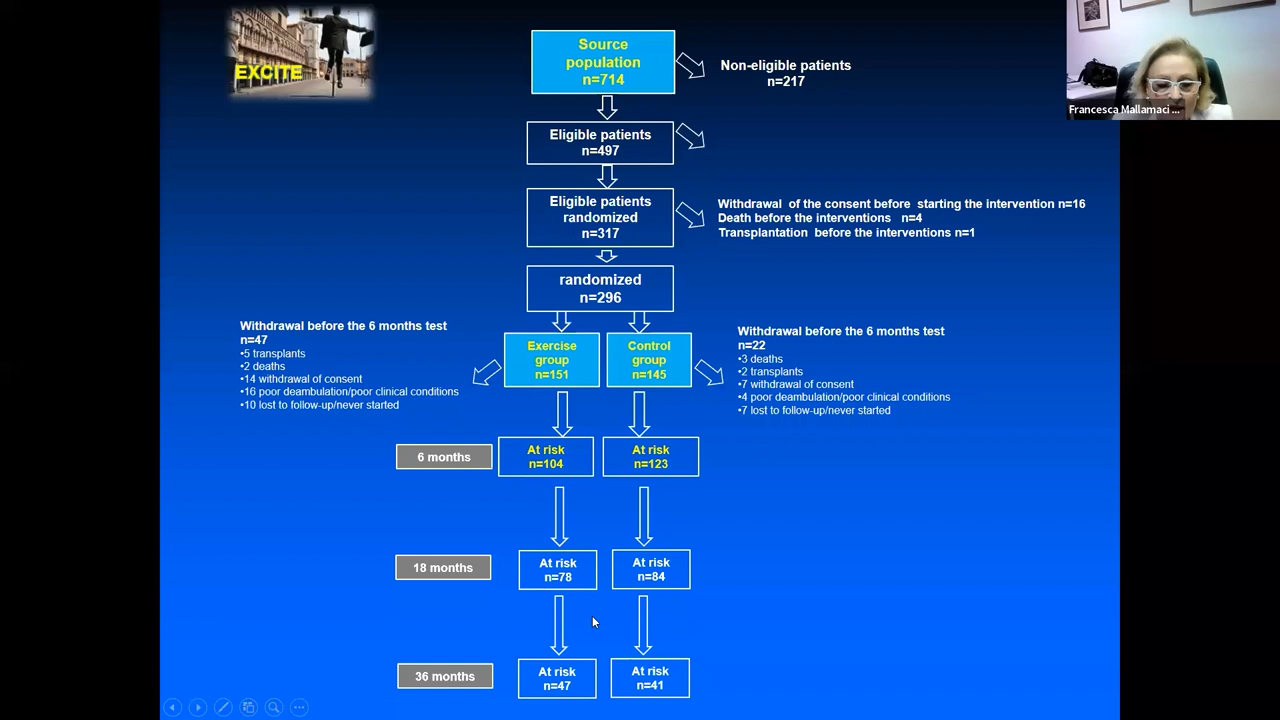 EXCITE
Source
population
n=714
Non-eligible patients
n=217
Eligible patients
n=497
Eligible patients
randomized
n=317
Withdrawal of the consent before starting the intervention n=16
Death before the interventions n=4
Transplantation before the interventions n=1
randomized
n=296
Withdrawal before the 6 months test
n=47
•5 transplants
•2 deaths
•14 withdrawal of consent
•16 poor deambulation/poor clinical conditions
•10 lost to follow-up/never started
Exercise
group
n=151
Control
group
n=145
Withdrawal before the 6 months test
n=22
•3 deaths
•2 transplants
•7 withdrawal of consent
•4 poor deambulation/poor clinical conditions
•7 lost to follow-up/never started
6 months
At risk
n=104
At risk
n=123
18 months
At risk
n=78
At risk
n=84
36 months
At risk
n=47
At risk
n=41
Francesca Mallamaci ...